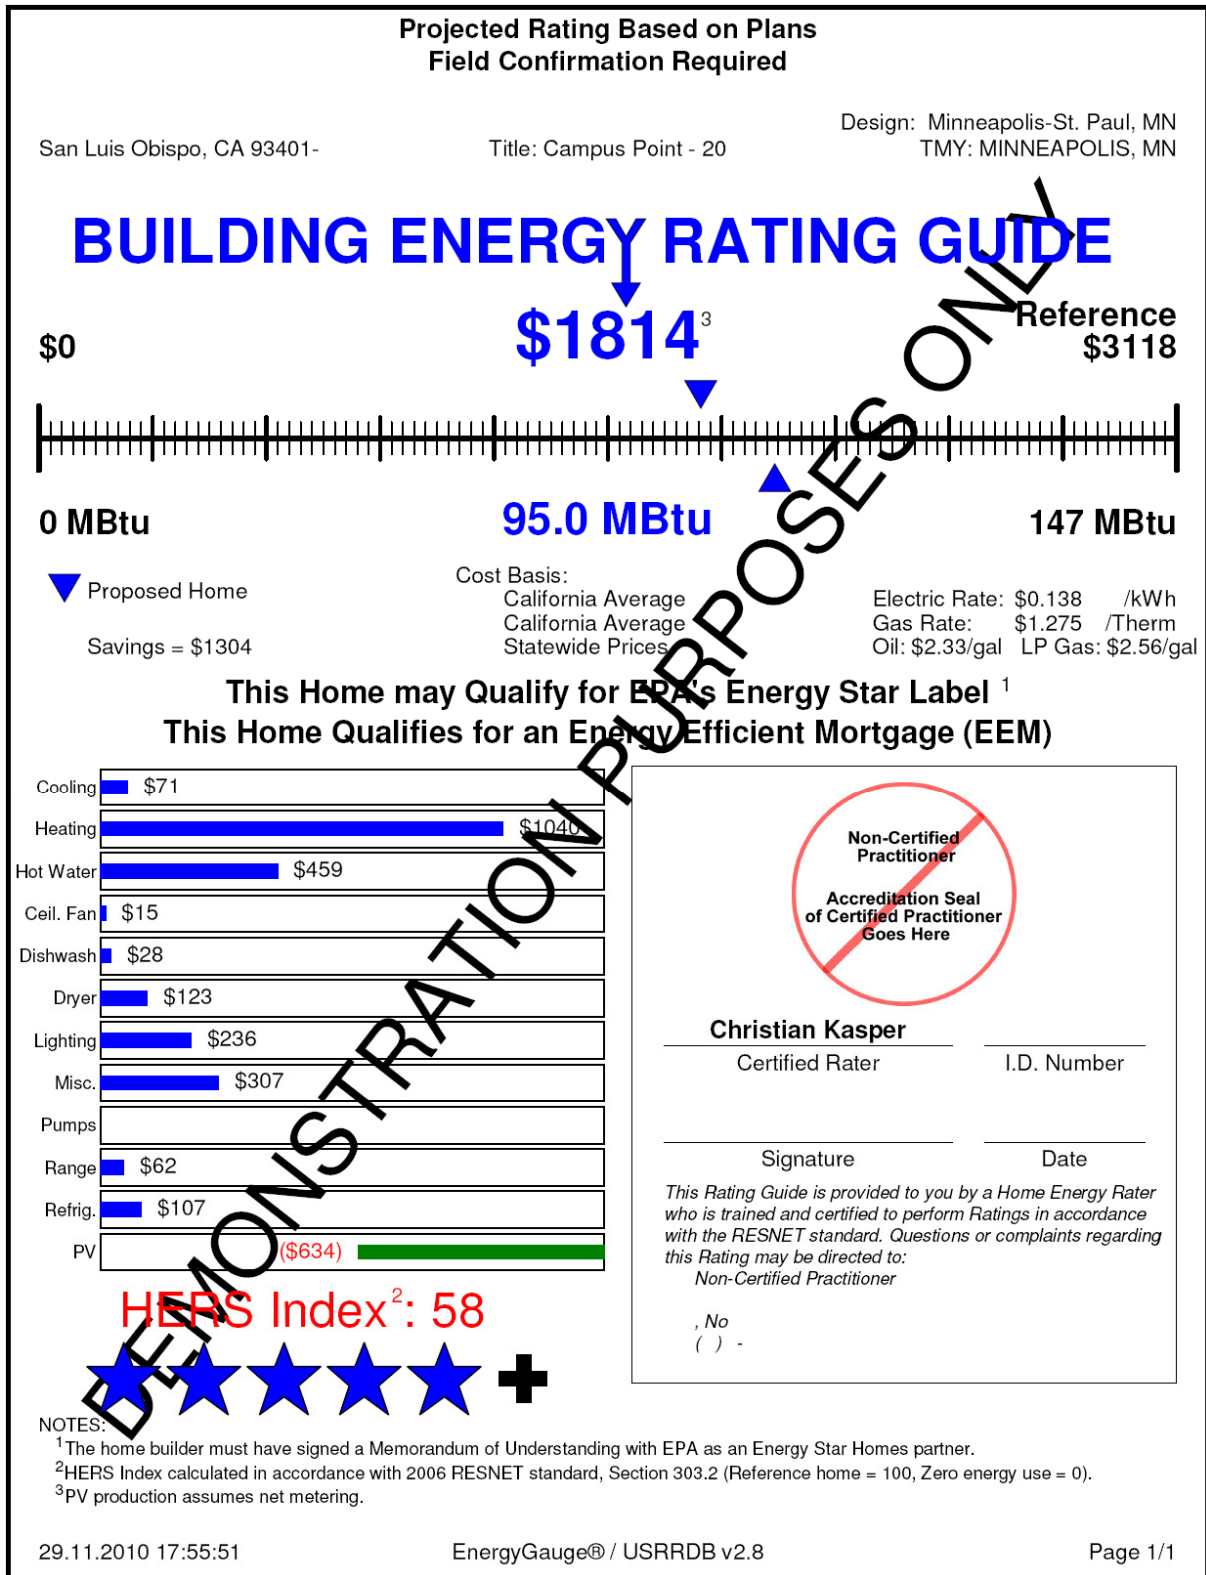 Projected Rating Based on Plans
Field Confirmation Required
Design: Minneapolis-St. Paul, MN
San Luis Obispo, CA 93401- Title: Campus Point - 20 TMY: MINNEAPOLIS, MN
BUILDING ENERGY RATING GUIDE
$0 $1814³ Reference
$3118
0 MBtu 95.0 MBtu 147 MBtu
Proposed Home
Savings = $1304
Cost Basis:
California Average Electric Rate: $0.138 /kWh
California Average Gas Rate: $1.275 /Therm
Statewide Prices Oil: $2.33/gal LP Gas: $2.56/gal
This Home may Qualify for EPA's Energy Star Label ¹
This Home Qualifies for an Energy Efficient Mortgage (EEM)
Cooling $71
Heating $1040
Hot Water $459
Ceil. Fan $15
Dishwash $28
Dryer $123
Lighting $236
Misc. $307
Pumps
Range $62
Refrig. $107
PV ($634)
HERS Index²: 58
Non-Certified
Practitioner
Accreditation Seal
of Certified Practitioner
Goes Here
Christian Kasper
Certified Rater I.D. Number
Signature Date
This Rating Guide is provided to you by a Home Energy Rater
who is trained and certified to perform Ratings in accordance
with the RESNET standard. Questions or complaints regarding
this Rating may be directed to:
Non-Certified Practitioner
, No
( ) -
DEMONSTRATION PURPOSES ONLY
NOTES:
¹The home builder must have signed a Memorandum of Understanding with EPA as an Energy Star Homes partner.
²HERS Index calculated in accordance with 2006 RESNET standard, Section 303.2 (Reference home = 100, Zero energy use = 0).
³PV production assumes net metering.
29.11.2010 17:55:51 EnergyGauge® / USRRDB v2.8 Page 1/1